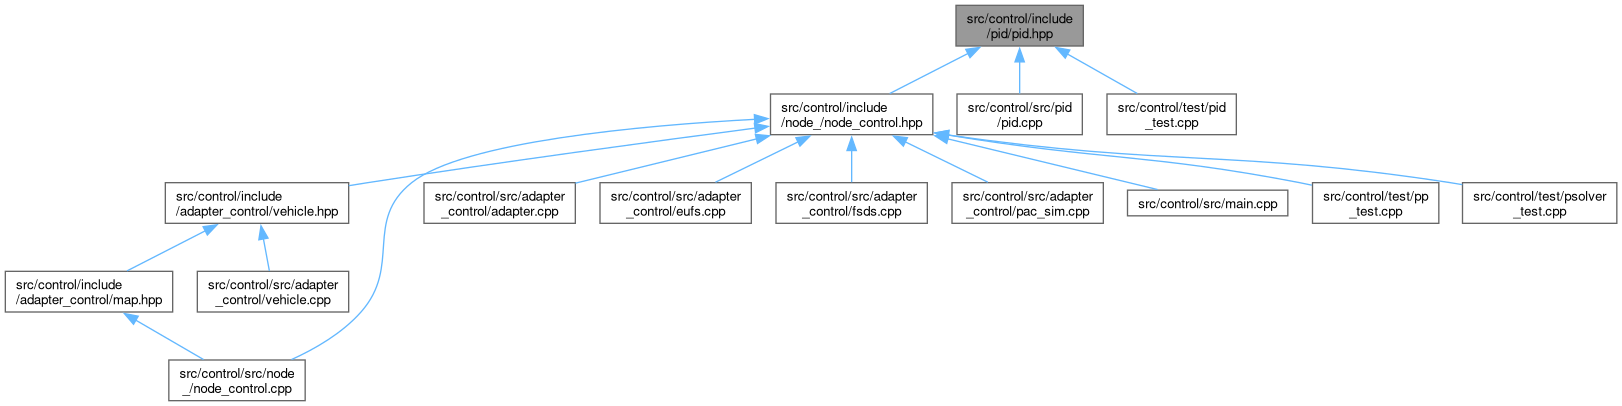 src/control/include
/pid/pid.hpp
src/control/include
/node_/node_control.hpp
src/control/src/pid
/pid.cpp
src/control/test/pid
_test.cpp
src/control/include
/adapter_control/vehicle.hpp
src/control/src/adapter
_control/adapter.cpp
src/control/src/adapter
_control/eufs.cpp
src/control/src/adapter
_control/fsds.cpp
src/control/src/adapter
_control/pac_sim.cpp
src/control/src/main.cpp
src/control/test/pp
_test.cpp
src/control/test/psolver
_test.cpp
src/control/include
/adapter_control/map.hpp
src/control/src/adapter
_control/vehicle.cpp
src/control/src/node
_/node_control.cpp